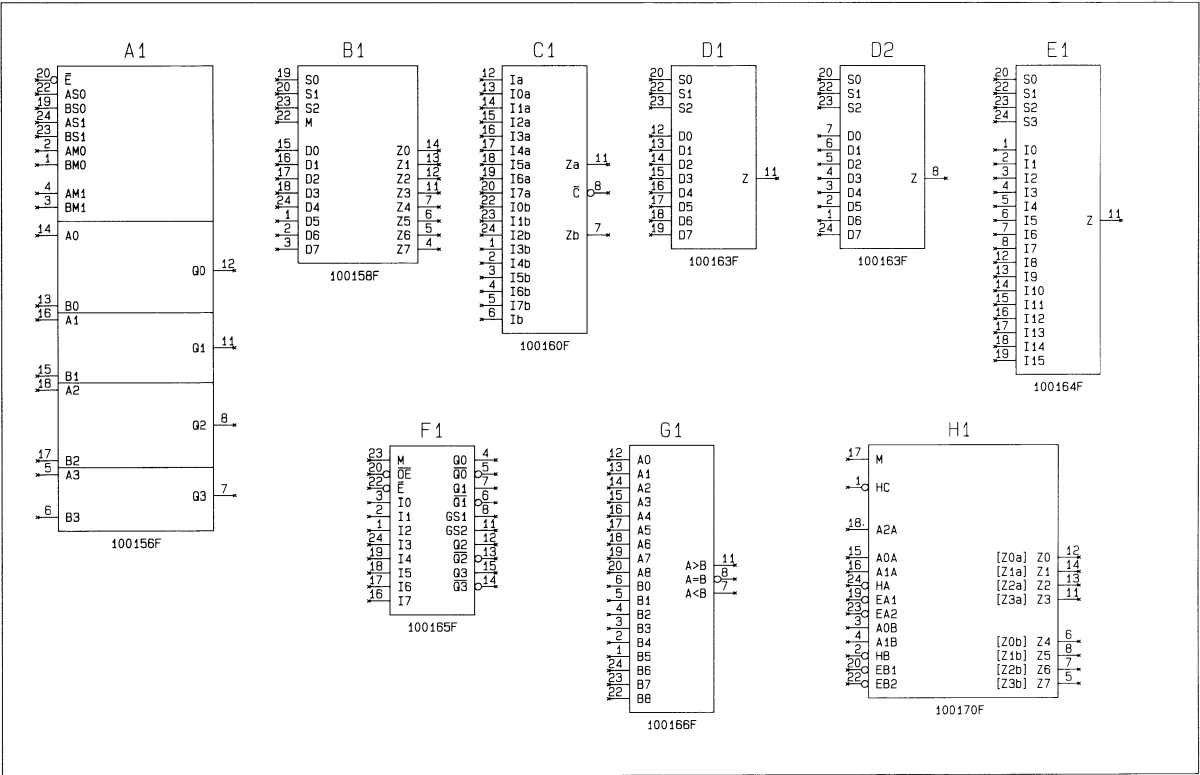 A1
20 E̅
22 AS0
19 BS0
24 AS1
23 BS1
2 AM0
1 BM0
4 AM1
3 BM1
14 A0
Q0 12
13 B0
16 A1
Q1 11
15 B1
18 A2
Q2 8
17 B2
5 A3
Q3 7
6 B3
100156F
B1
19 S0
20 S1
23 S2
22 M
15 D0 Z0 14
16 D1 Z1 13
17 D2 Z2 12
18 D3 Z3 11
24 D4 Z4 7
1 D5 Z5 6
2 D6 Z6 5
3 D7 Z7 4
100158F
C1
12 Ia
13 I0a
14 I1a
15 I2a
16 I3a
17 I4a
18 I5a Za 11
19 I6a
20 I7a C̅ 8
22 I0b
23 I1b
24 I2b Zb 7
1 I3b
2 I4b
3 I5b
4 I6b
5 I7b
6 Ib
100160F
D1
20 S0
22 S1
23 S2
12 D0
13 D1
14 D2
15 D3 Z 11
16 D4
17 D5
18 D6
19 D7
100163F
D2
20 S0
22 S1
23 S2
7 D0
6 D1
5 D2
4 D3 Z 8
3 D4
2 D5
1 D6
24 D7
100163F
E1
20 S0
22 S1
23 S2
24 S3
1 I0
2 I1
3 I2
4 I3
5 I4
6 I5 Z 11
7 I6
8 I7
12 I8
13 I9
14 I10
15 I11
16 I12
17 I13
18 I14
19 I15
100164F
F1
23 M Q0 4
20 O̅E̅ Q̅0̅ 5
22 E̅ Q1 7
3 I0 Q̅1̅ 6
2 I1 GS1 8
1 I2 GS2 11
24 I3 Q2 12
19 I4 Q̅2̅ 13
18 I5 Q3 15
17 I6 Q̅3̅ 14
16 I7
100165F
G1
12 A0
13 A1
14 A2
15 A3
16 A4
17 A5
18 A6
19 A7
20 A8 A>B 11
6 B0 A=B 8
5 B1 A<B 7
4 B2
3 B3
2 B4
1 B5
24 B6
23 B7
22 B8
100166F
H1
17 M
1 HC
18 A2A
15 A0A [Z0a] Z0 12
16 A1A [Z1a] Z1 14
24 HA [Z2a] Z2 13
19 EA1 [Z3a] Z3 11
23 EA2
3 A0B
4 A1B [Z0b] Z4 6
2 HB [Z1b] Z5 8
20 EB1 [Z2b] Z6 7
22 EB2 [Z3b] Z7 5
100170F